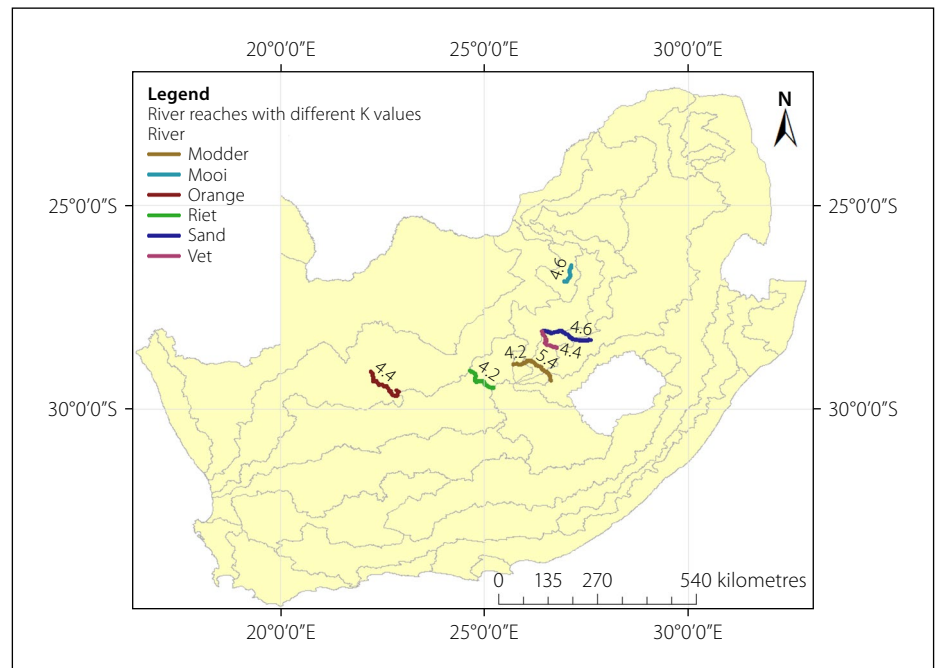 20°0′0″E 25°0′0″E 30°0′0″E
Legend
River reaches with different K values
River
Modder
Mooi
Orange
Riet
Sand
Vet
N
25°0′0″S 25°0′0″S
4.6
4.6
4.4
4.2 5.4
4.4
4.2
30°0′0″S 30°0′0″S
0 135 270 540 kilometres
20°0′0″E 25°0′0″E 30°0′0″E